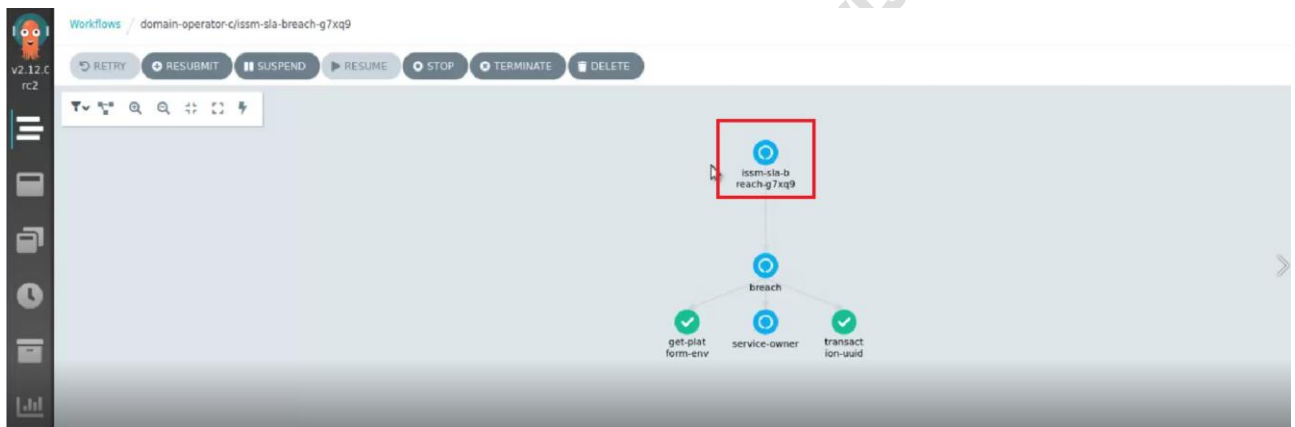 Workflows / domain-operator-c/issm-sla-breach-g7xq9
v2.12.0
rc2
RETRY RESUBMIT SUSPEND RESUME STOP TERMINATE DELETE
issm-sla-b
reach-g7xq9
breach
get-plat
form-env
service-owner
transact
ion-uuid